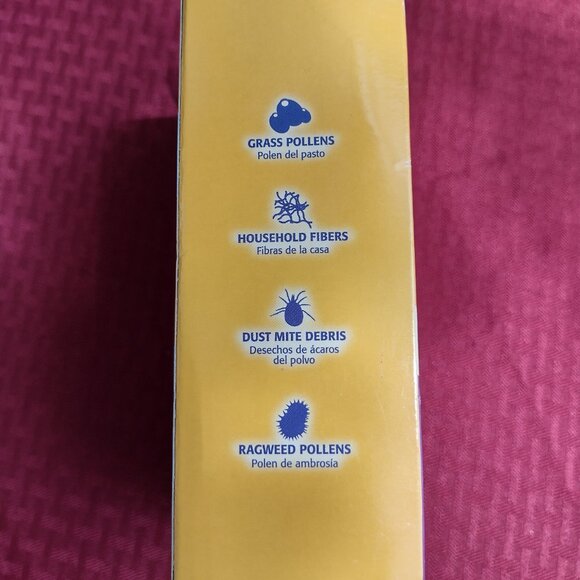 GRASS POLLENS
Polen del pasto
HOUSEHOLD FIBERS
Fibras de la casa
DUST MITE DEBRIS
Desechos de ácaros
del polvo
RAGWEED POLLENS
Polen de ambrosía